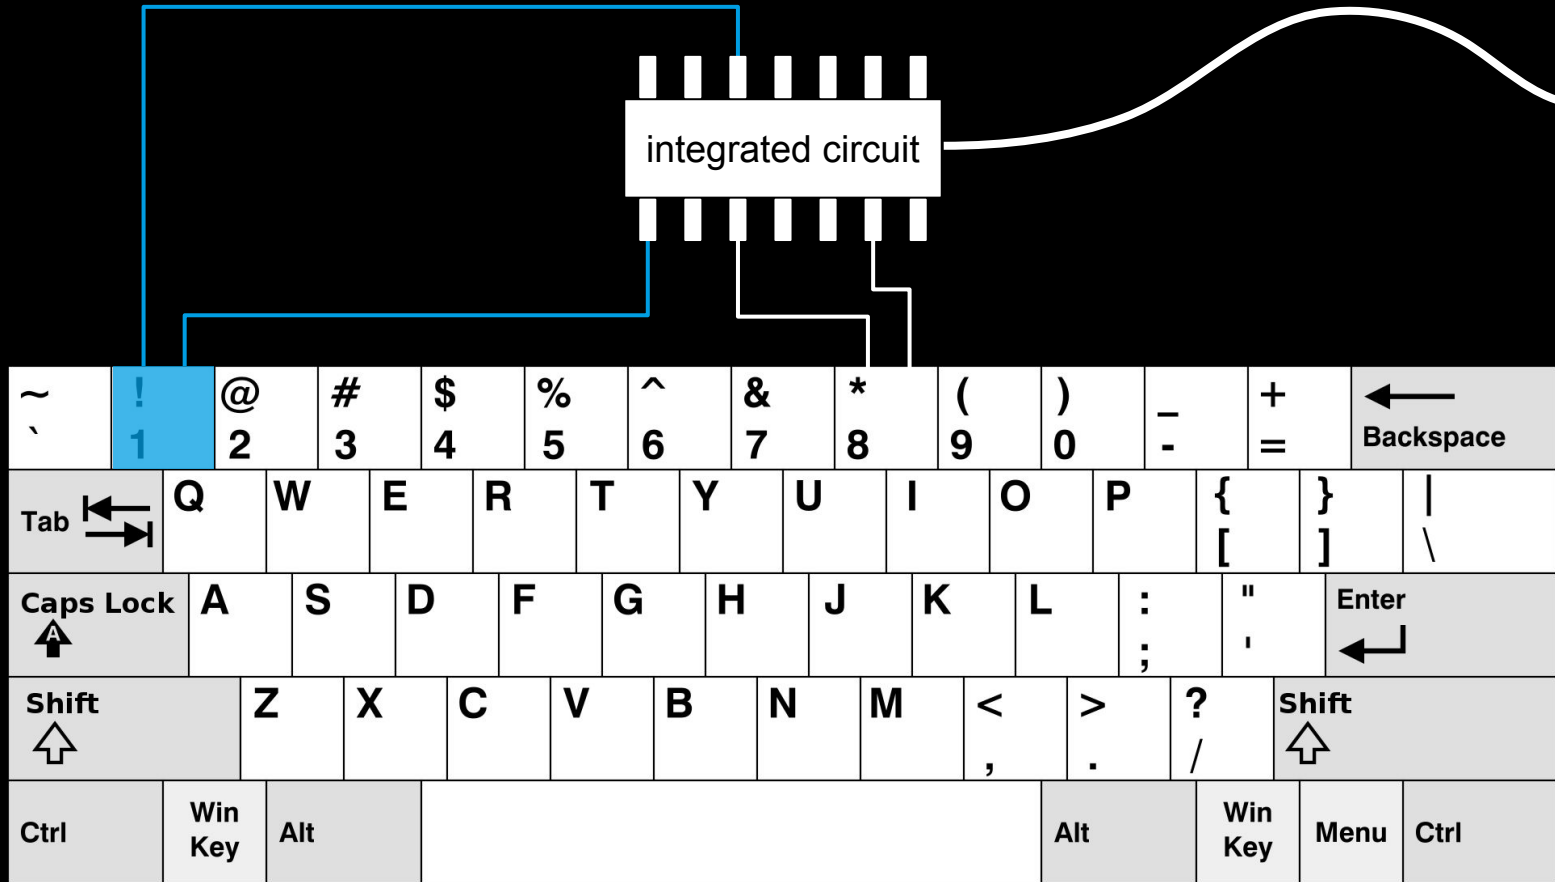 integrated circuit
~ ! @ # $ % ^ & * ( ) _ +
` 1 2 3 4 5 6 7 8 9 0 - = Backspace
Tab Q W E R T Y U I O P { } |
[ ] \
Caps Lock A S D F G H J K L : " Enter
A ; '
Shift Z X C V B N M < > ? Shift
, . /
Ctrl Win Key Alt Alt Win Key Menu Ctrl